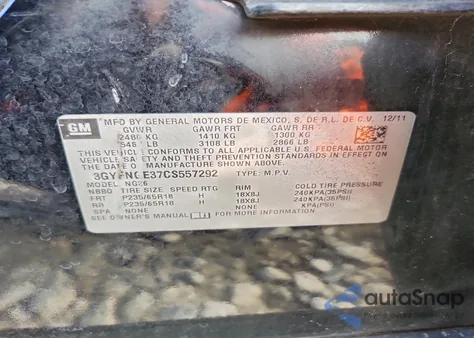 GM
MFD BY GENERAL MOTORS DE MEXICO, S. DE R.L. DE C.V. 12/11
GVWR GAWR FRT GAWR RR
2480 KG 1410 KG 1300 KG
LB 3108 LB 2866 LB
THIS VEHICLE CONFORMS TO ALL APPLICABLE U.S. FEDERAL MOTOR
VEHICLE SAFETY AND THEFT PREVENTION STANDARDS IN EFFECT ON
THE DATE OF MANUFACTURE SHOWN ABOVE.
E37CS557292 TYPE: M.P.V.
MODEL:
TIRE SIZE SPEED RTG RIM COLD TIRE PRESSURE
FRT P235/65R18 H 18X8J 240KPA(35PSI)
RR P235/65R18 H 18X8J 240KPA(35PSI)
SPA NONE NONE KPA(PSI)
SEE OWNER'S MANUAL FOR MORE INFORMATION.
autoSnap